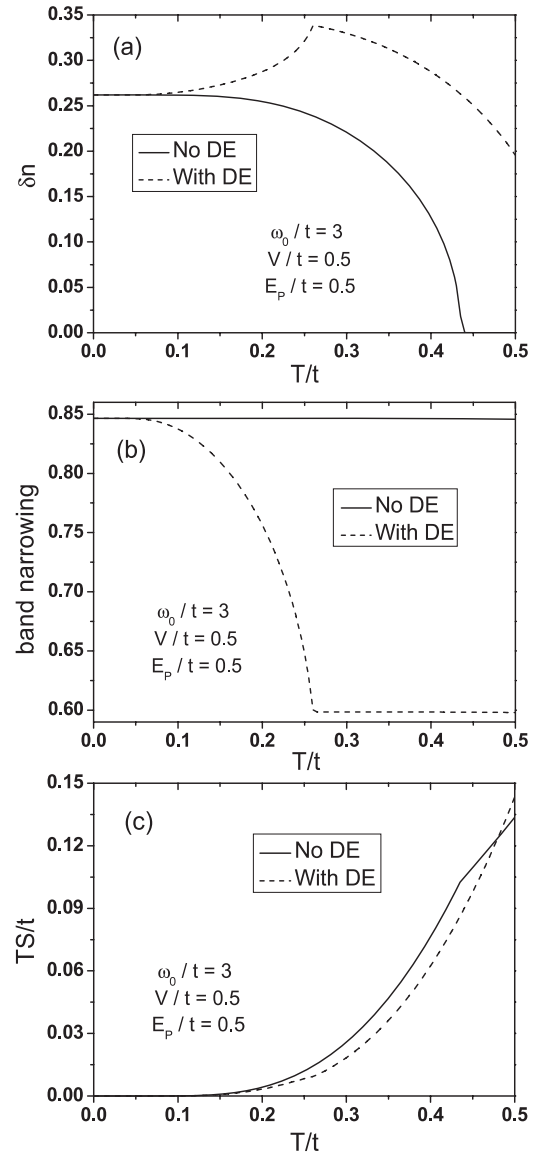 0.35
(a)
0.30
0.25
0.20
δn
No DE
With DE
0.15
ω₀ / t = 3
0.10
V / t = 0.5
E_P / t = 0.5
0.05
0.00
0.0 0.1 0.2 0.3 0.4 0.5
T/t
0.85
(b)
0.80
No DE
With DE
0.75
band narrowing
0.70
ω₀ / t = 3
V / t = 0.5
0.65
E_P / t = 0.5
0.60
0.0 0.1 0.2 0.3 0.4 0.5
T/t
0.15
(c)
0.12
No DE
With DE
0.09
TS/t
0.06
ω₀ / t = 3
V / t = 0.5
0.03
E_P / t = 0.5
0.00
0.0 0.1 0.2 0.3 0.4 0.5
T/t